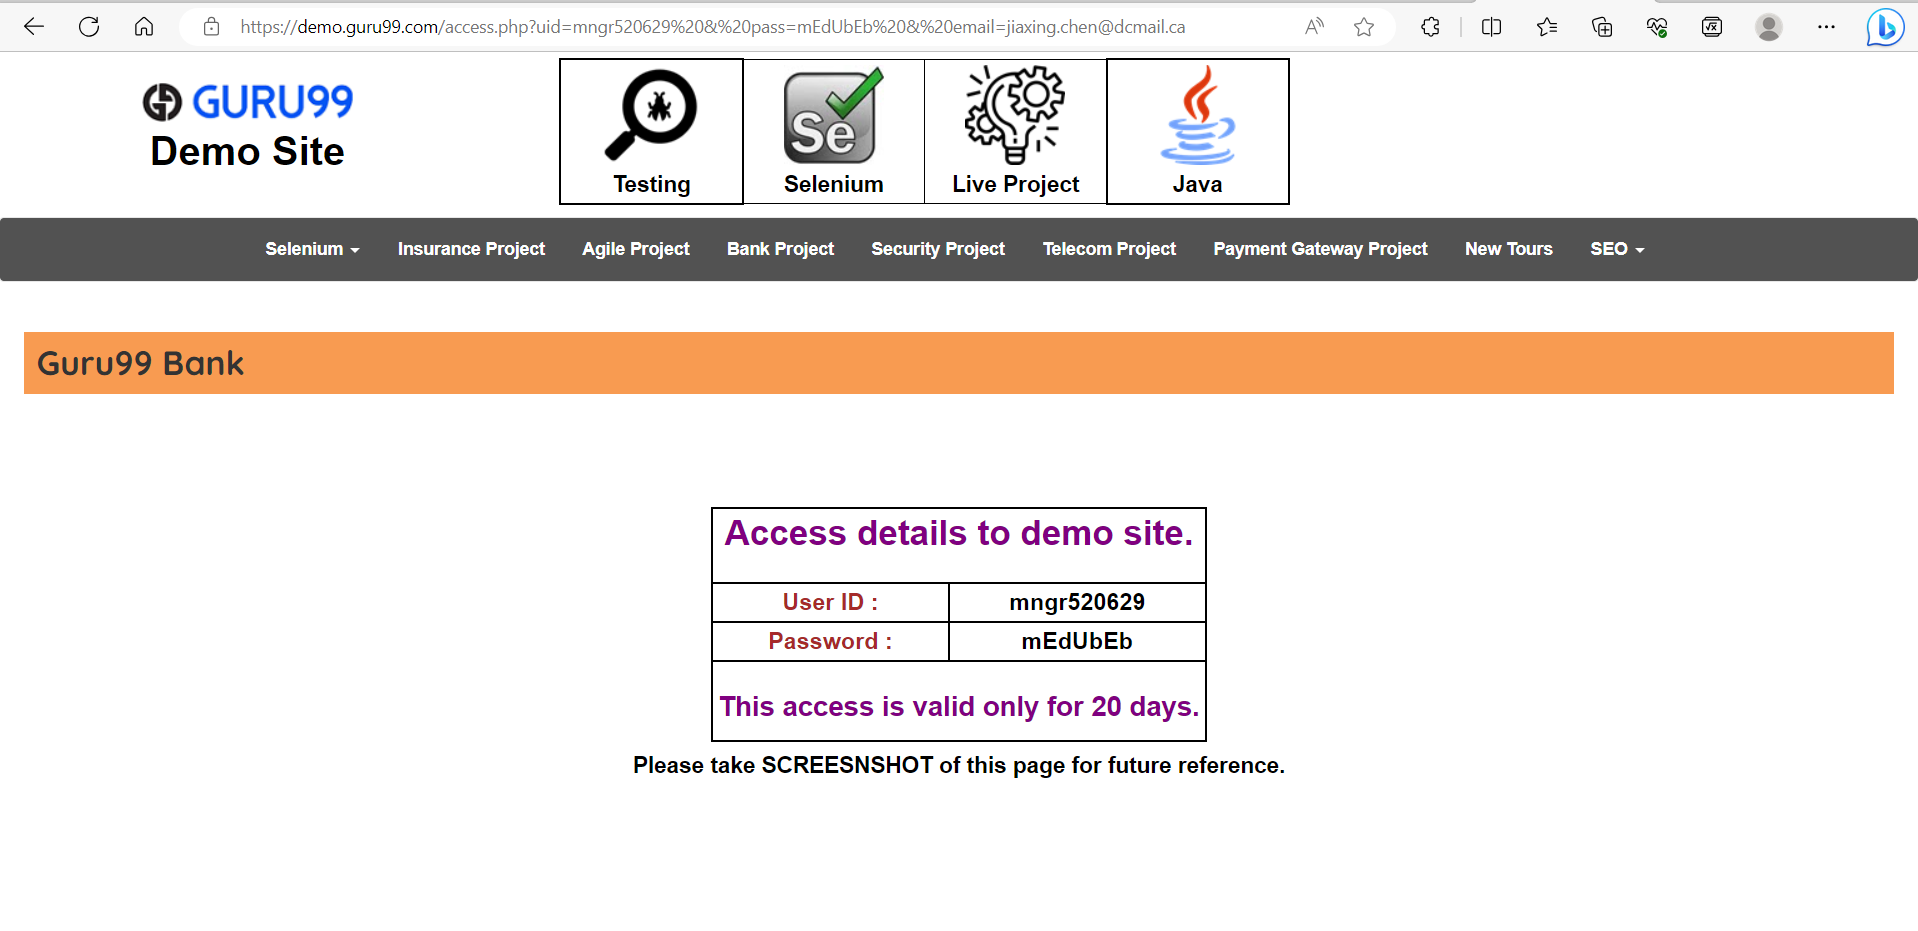 https://demo.guru99.com/access.php?uid=mngr520629%20&%20pass=mEdUbEb%20&%20email=jiaxing.chen@dcmail.ca
GURU99
Demo Site
Se
Testing Selenium Live Project Java
Selenium Insurance Project Agile Project Bank Project Security Project Telecom Project Payment Gateway Project New Tours SEO
Guru99 Bank
Access details to demo site.
User ID : mngr520629
Password : mEdUbEb
This access is valid only for 20 days.
Please take SCREESNSHOT of this page for future reference.